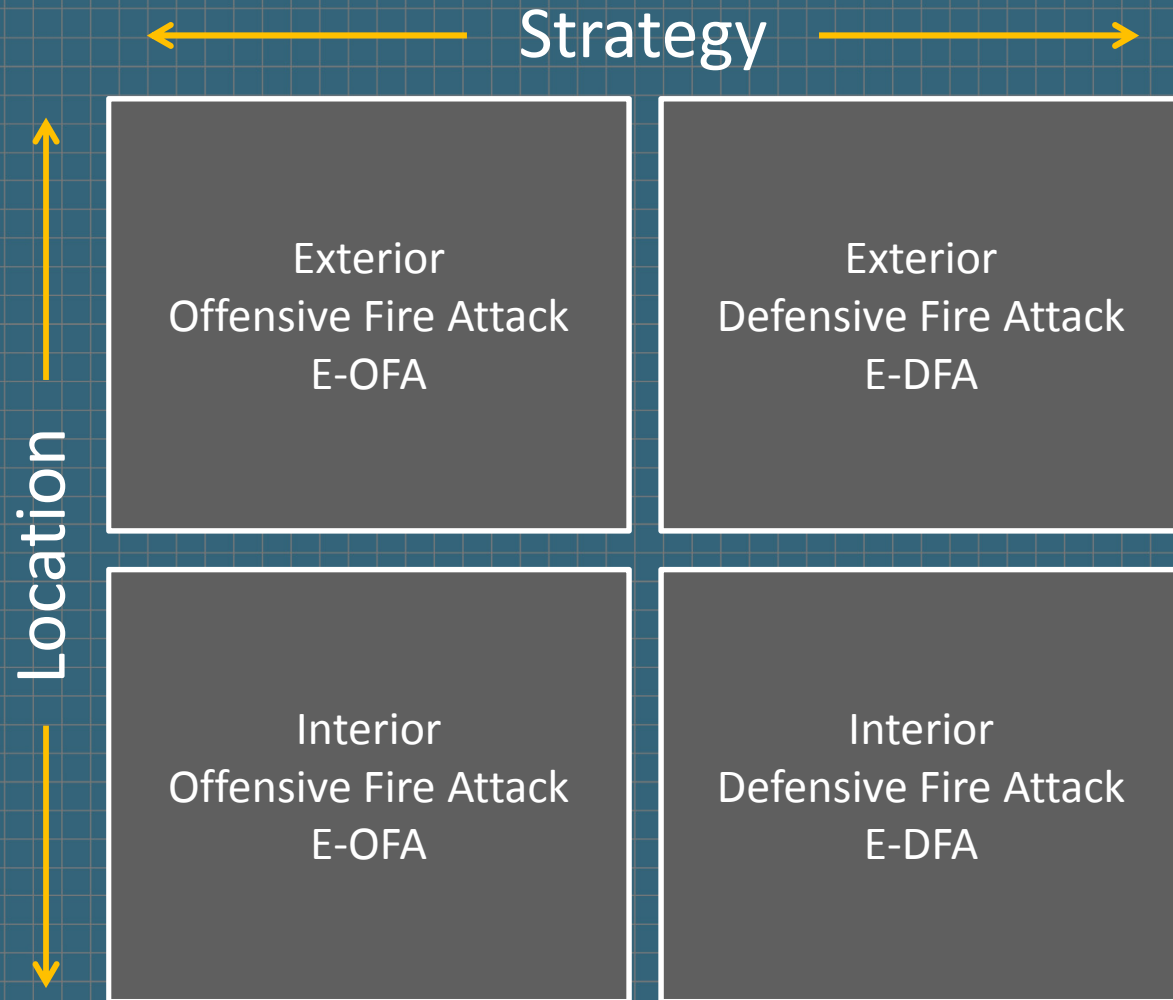 Strategy
Location
Exterior
Offensive Fire Attack
E-OFA
Exterior
Defensive Fire Attack
E-DFA
Interior
Offensive Fire Attack
E-OFA
Interior
Defensive Fire Attack
E-DFA